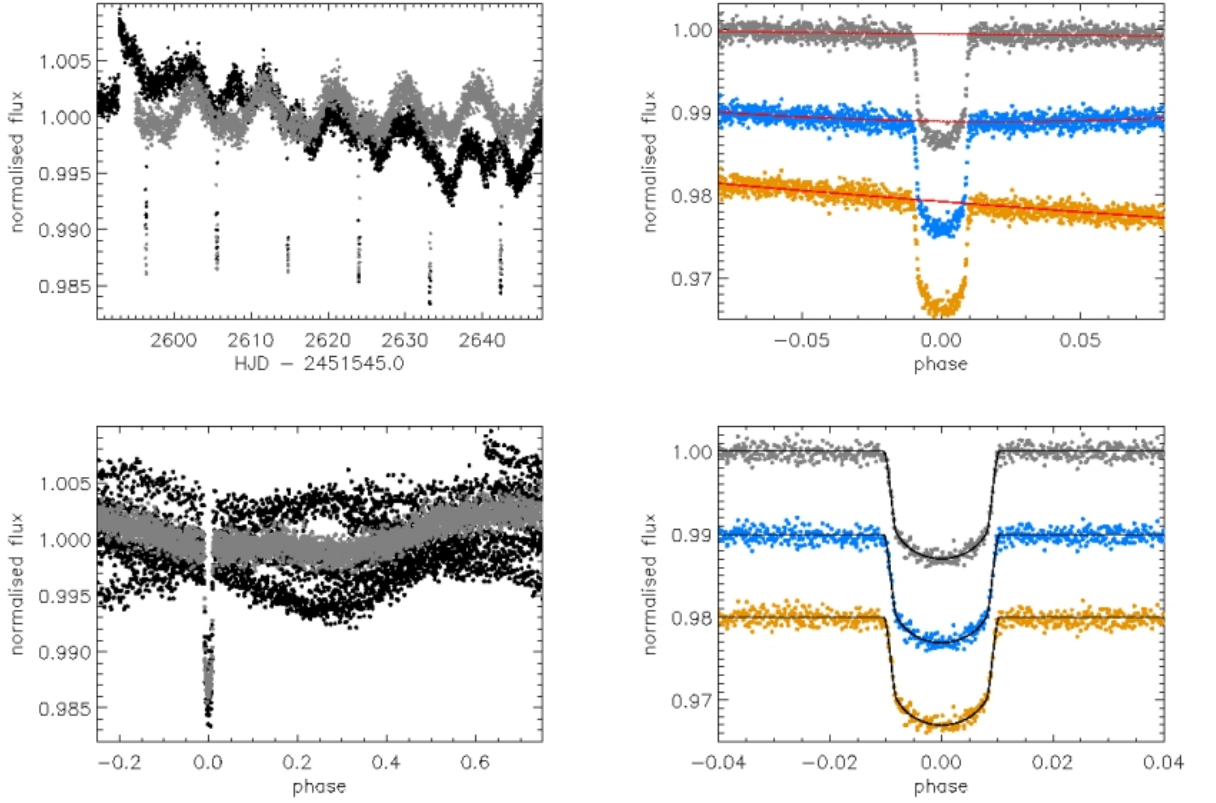 normalised flux
1.005
1.000
0.995
0.990
0.985
2600 2610 2620 2630 2640
HJD − 2451545.0
normalised flux
1.00
0.99
0.98
0.97
−0.05 0.00 0.05
phase
normalised flux
1.005
1.000
0.995
0.990
0.985
−0.2 0.0 0.2 0.4 0.6
phase
normalised flux
1.00
0.99
0.98
0.97
−0.04 −0.02 0.00 0.02 0.04
phase